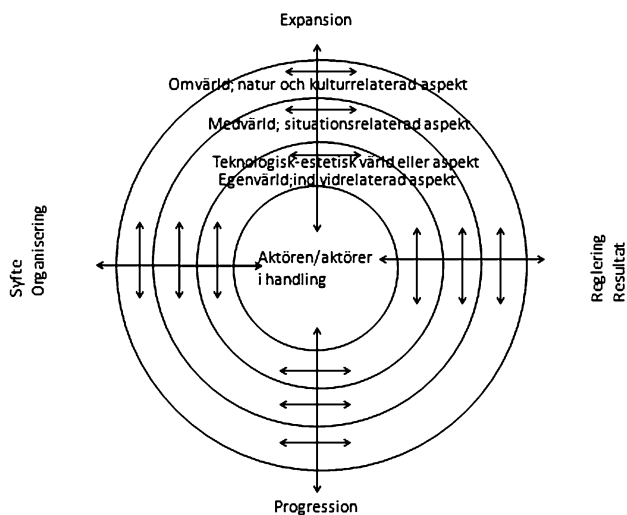 Expansion
Omvärld; natur och kulturrelaterad aspekt
Medvärld; situationsrelaterad aspekt
Teknologisk-estetisk värld eller aspekt
Egenvärld;individrelaterad aspekt
Syfte
Organisering
Aktören/aktörer
i handling
Reglering
Resultat
Progression